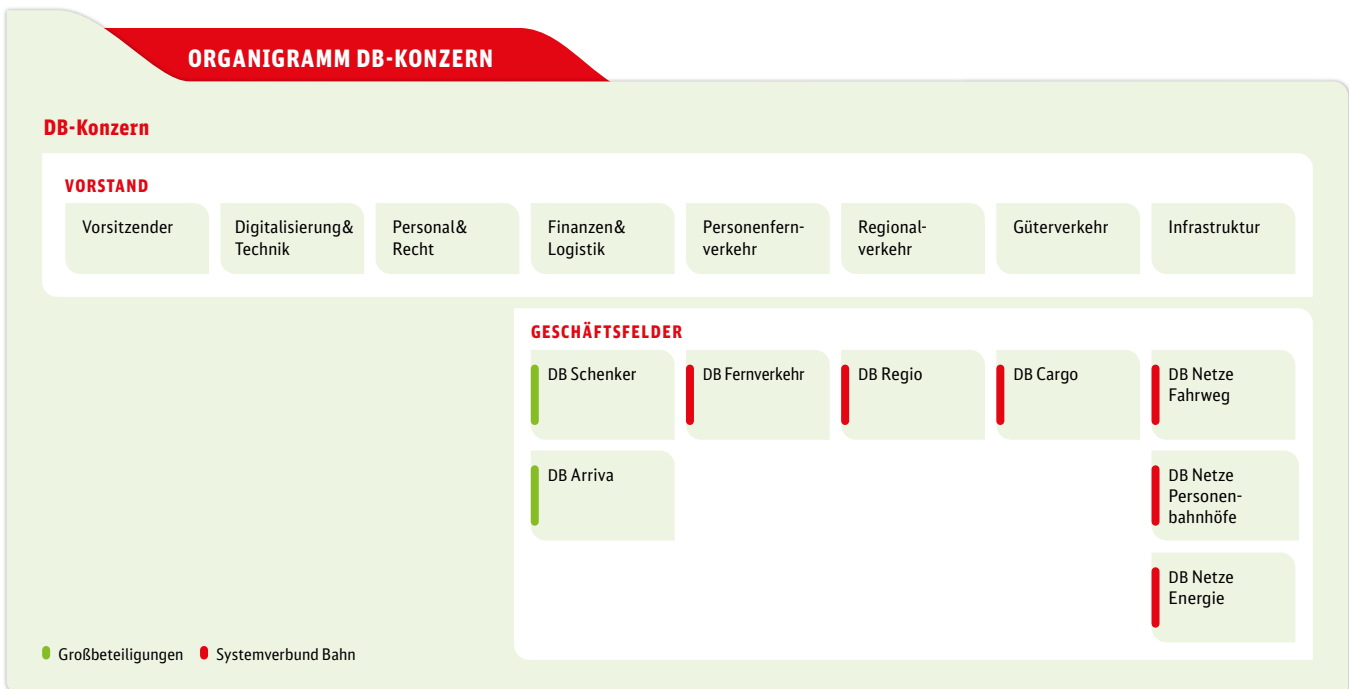 ORGANIGRAMM DB-KONZERN
DB-Konzern
VORSTAND
Vorsitzender
Digitalisierung&
Technik
Personal&
Recht
Finanzen&
Logistik
Personenfern-
verkehr
Regional-
verkehr
Güterverkehr
Infrastruktur
GESCHÄFTSFELDER
DB Schenker
DB Fernverkehr
DB Regio
DB Cargo
DB Netze
Fahrweg
DB Arriva
DB Netze
Personen-
bahnhöfe
DB Netze
Energie
Großbeteiligungen
Systemverbund Bahn